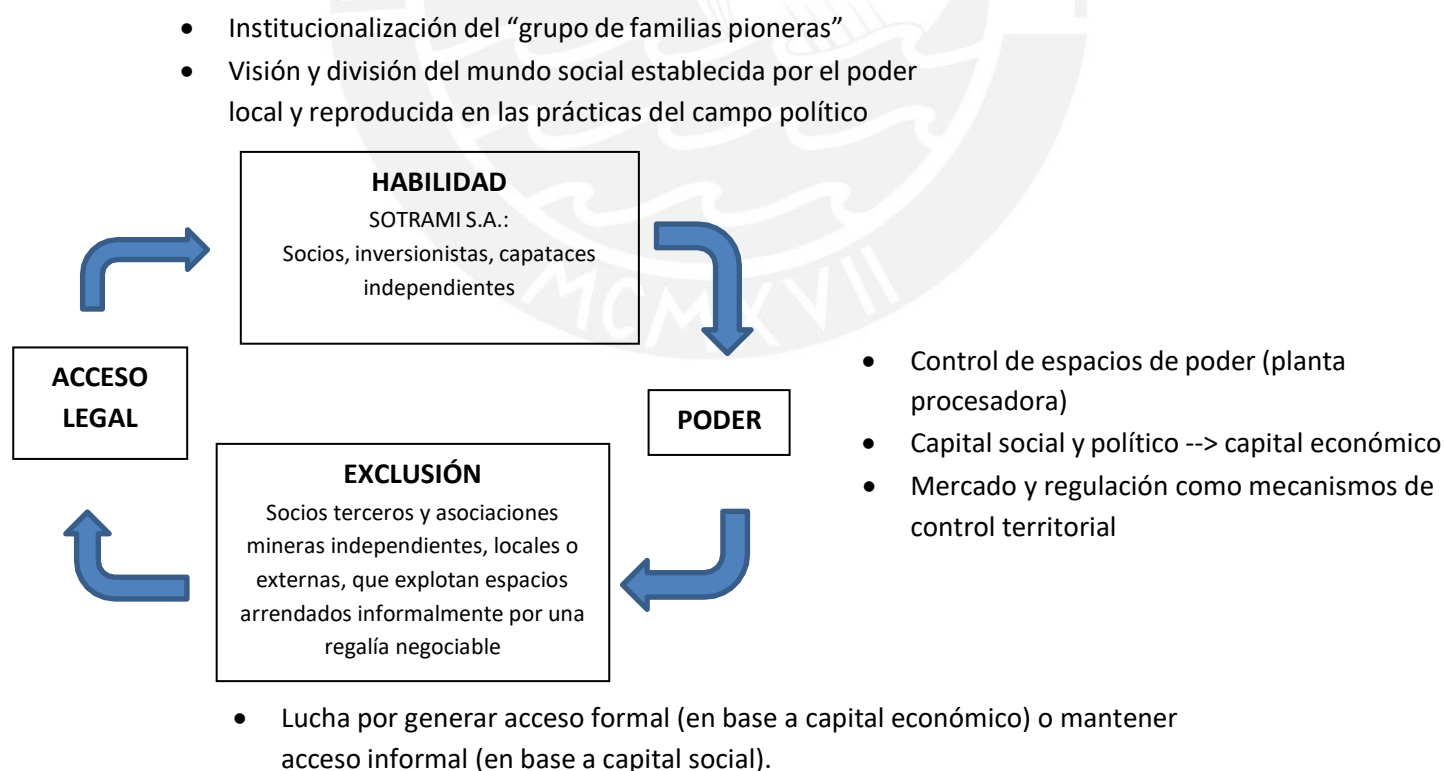 • Institucionalización del “grupo de familias pioneras”
• Visión y división del mundo social establecida por el poder
local y reproducida en las prácticas del campo político
HABILIDAD
SOTRAMI S.A.:
Socios, inversionistas, capataces
independientes
MCMXVII
ACCESO
LEGAL
PODER
• Control de espacios de poder (planta
procesadora)
• Capital social y político --> capital económico
• Mercado y regulación como mecanismos de
control territorial
EXCLUSIÓN
Socios terceros y asociaciones
mineras independientes, locales o
externas, que explotan espacios
arrendados informalmente por una
regalía negociable
• Lucha por generar acceso formal (en base a capital económico) o mantener
acceso informal (en base a capital social).